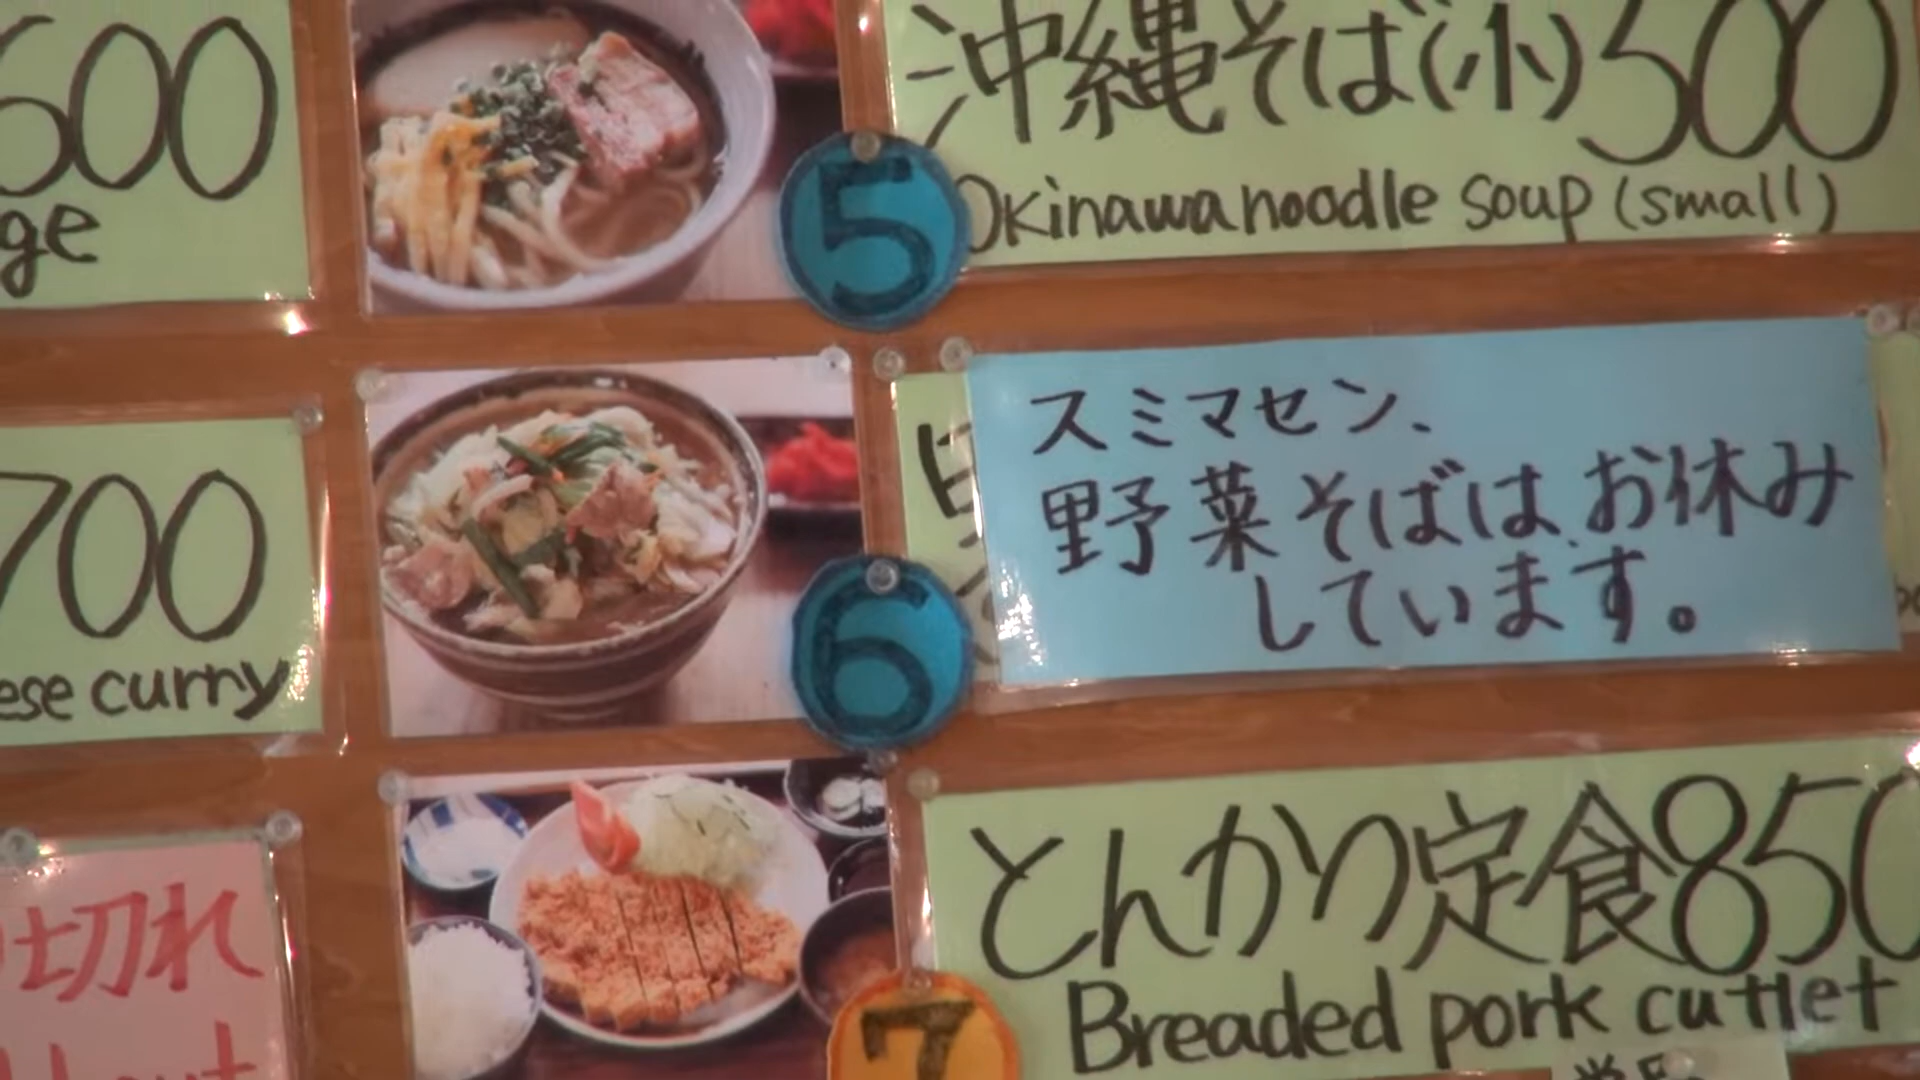 600
ge
700
ese curry
切れ
5
沖縄そば(小)500
Okinawa noodle soup (small)
6
スミマセン、
野菜そばは、お休み
しています。
7
とんかつ定食850
Breaded pork cutlet